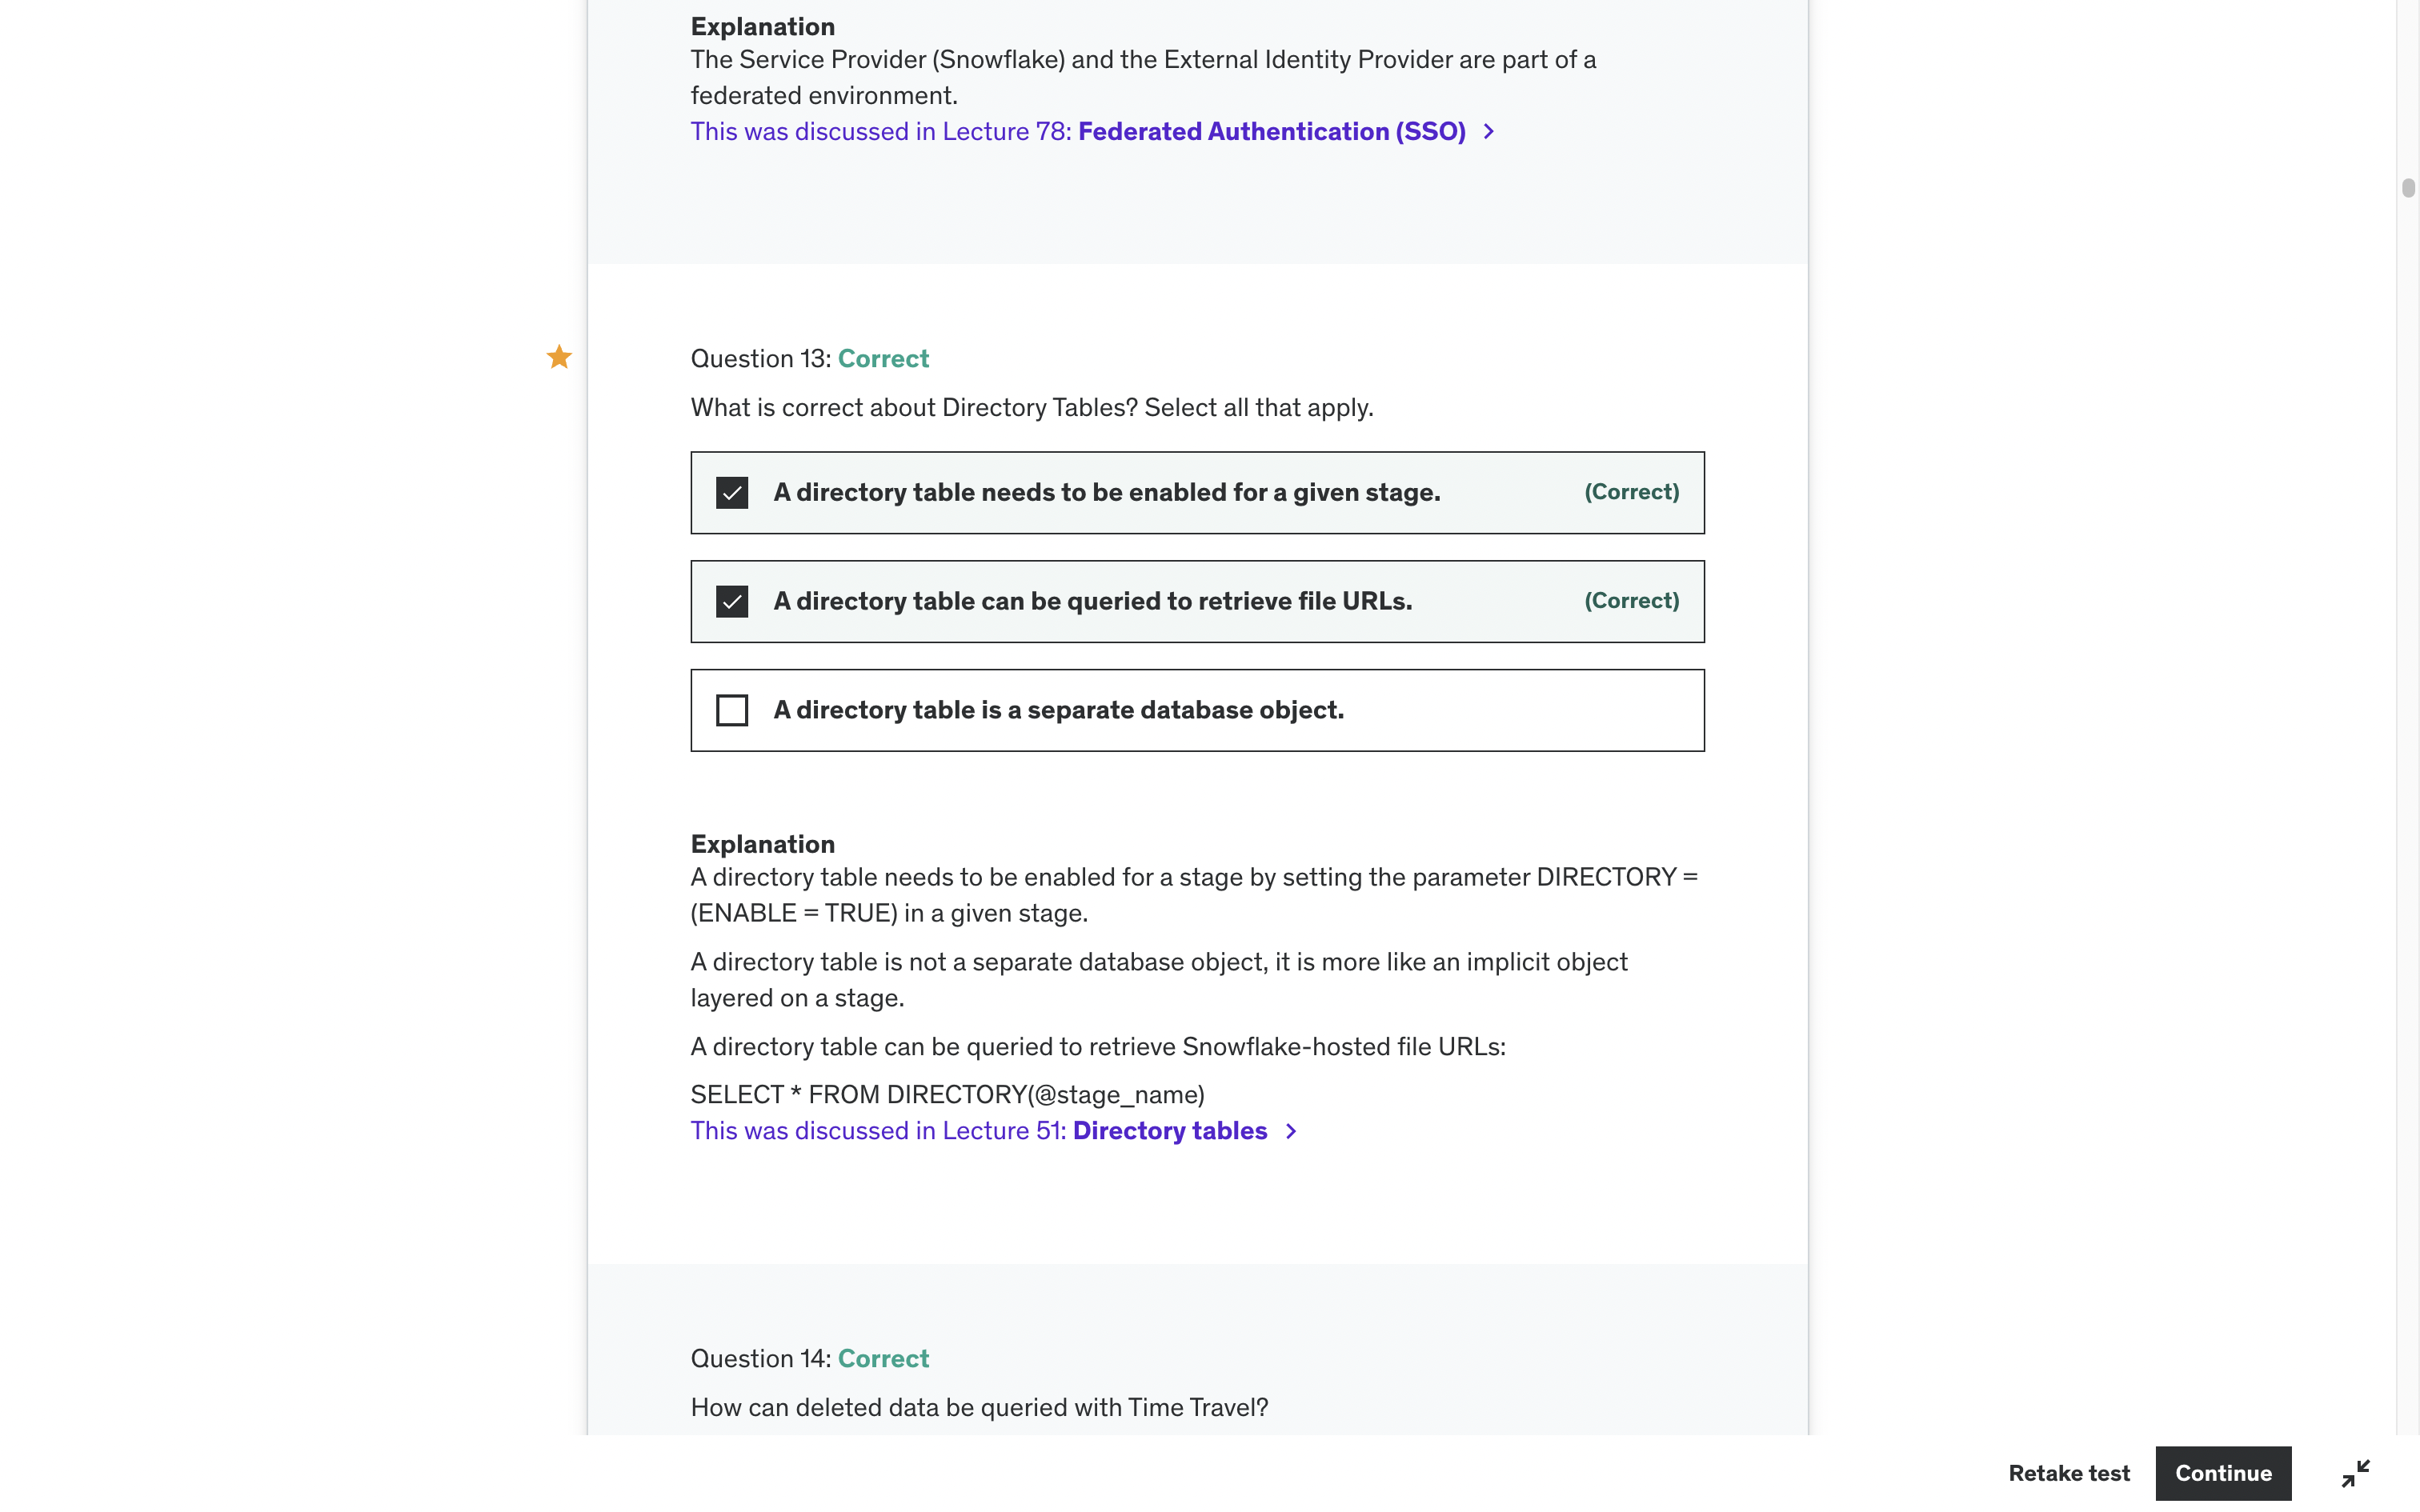 Explanation
The Service Provider (Snowflake) and the External Identity Provider are part of a
federated environment.
This was discussed in Lecture 78: Federated Authentication (SSO)
Question 13: Correct
What is correct about Directory Tables? Select all that apply.
A directory table needs to be enabled for a given stage. (Correct)
A directory table can be queried to retrieve file URLs. (Correct)
A directory table is a separate database object.
Explanation
A directory table needs to be enabled for a stage by setting the parameter DIRECTORY =
(ENABLE = TRUE) in a given stage.
A directory table is not a separate database object, it is more like an implicit object
layered on a stage.
A directory table can be queried to retrieve Snowflake-hosted file URLs:
SELECT * FROM DIRECTORY(@stage_name)
This was discussed in Lecture 51: Directory tables
Question 14: Correct
How can deleted data be queried with Time Travel?
Retake test Continue